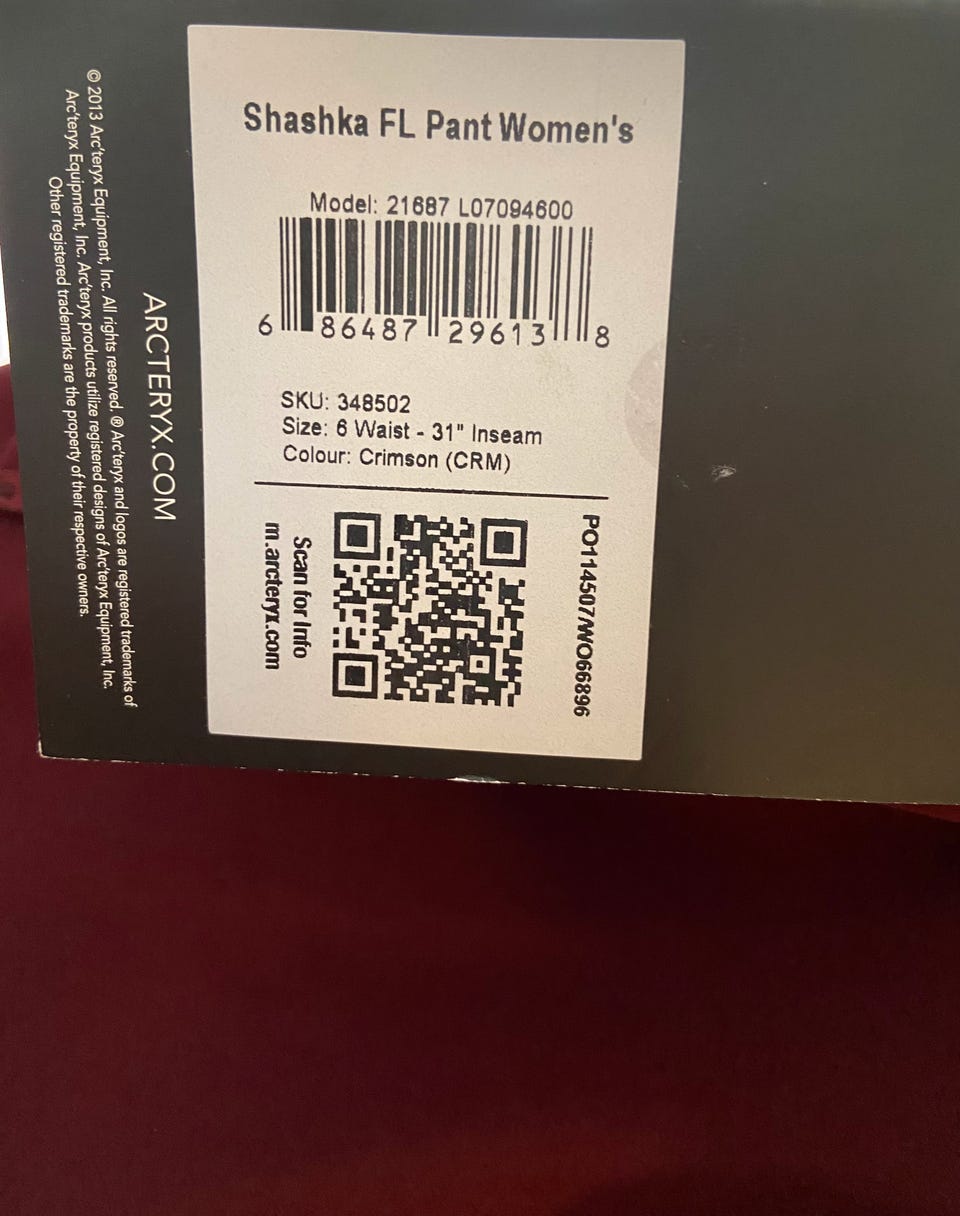 Shashka FL Pant Women's
Model: 21687 L07094600
6 86487 29613 8
SKU: 348502
Size: 6 Waist - 31" Inseam
Colour: Crimson (CRM)
PO114507/WO66896
Scan for Info
m.arcteryx.com
ARCTERYX.COM
© 2013 Arc'teryx Equipment, Inc. All rights reserved. ® Arc'teryx and logos are registered trademarks of
Arc'teryx Equipment, Inc. Arc'teryx products utilize registered designs of Arc'teryx Equipment, Inc.
Other registered trademarks are the property of their respective owners.